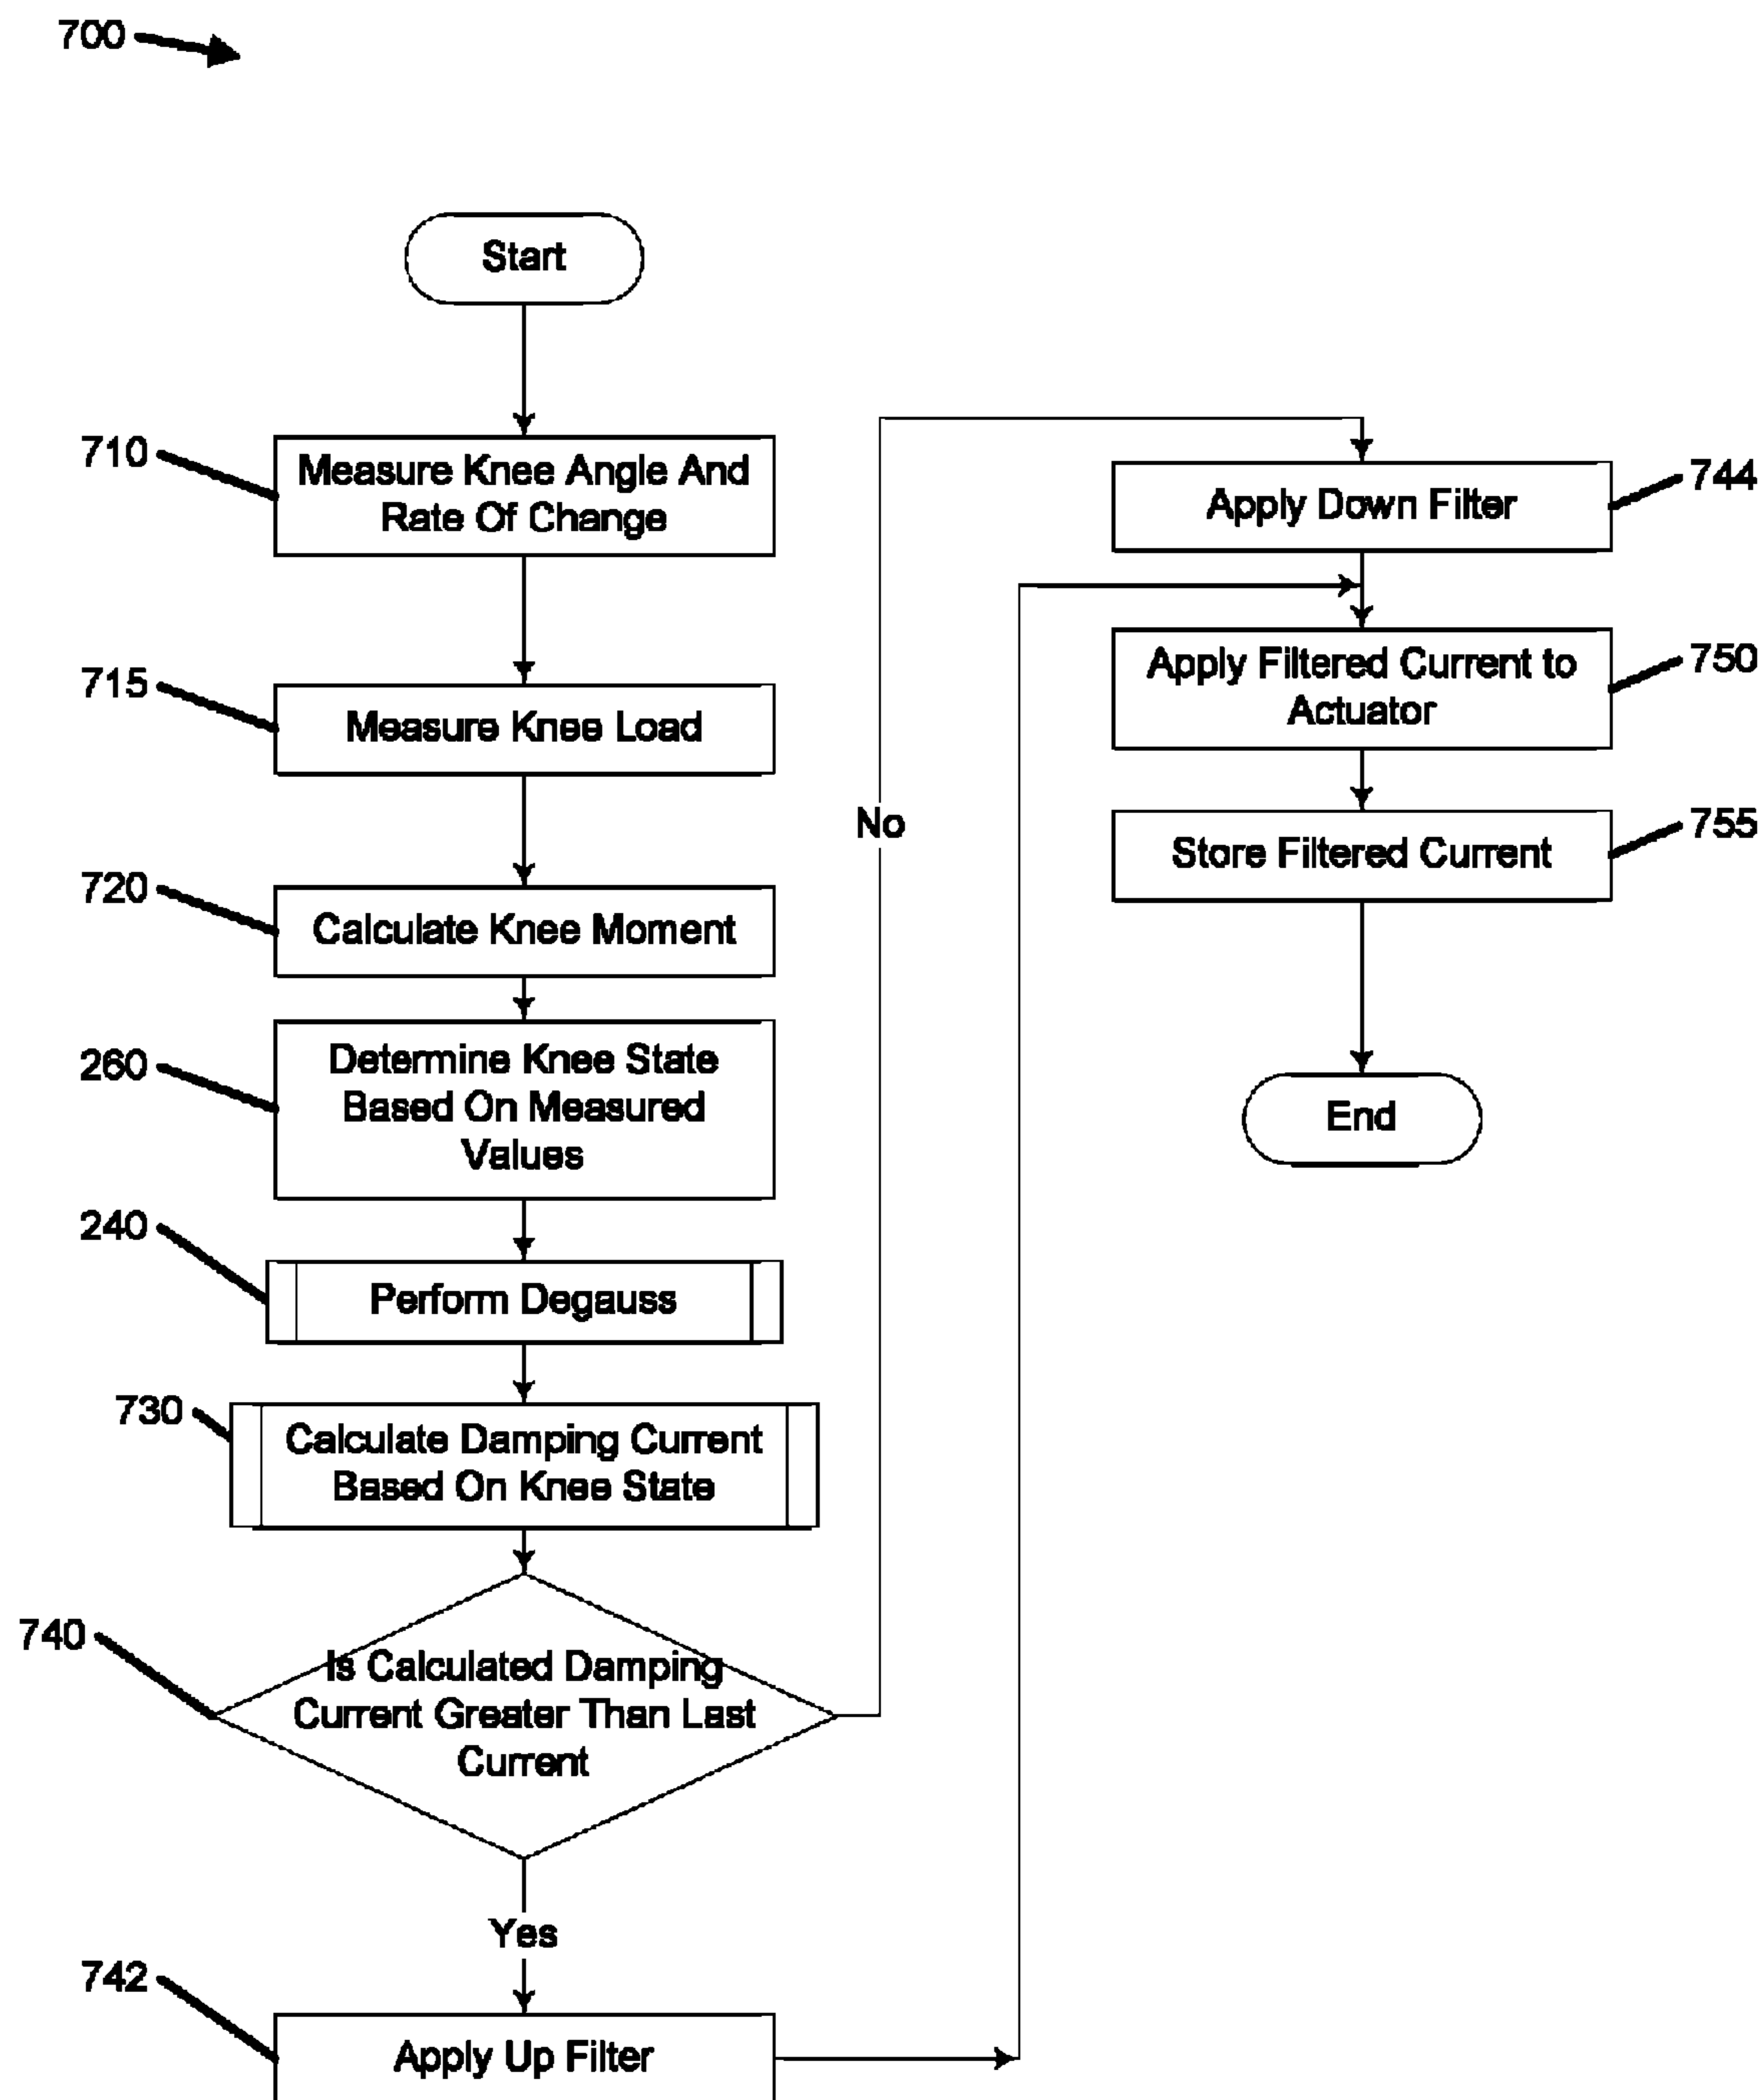 700
Start
710
Measure Knee Angle And
Rate Of Change
715
Measure Knee Load
720
Calculate Knee Moment
260
Determine Knee State
Based On Measured
Values
240
Perform Degauss
730
Calculate Damping Current
Based On Knee State
740
Is Calculated Damping
Current Greater Than Last
Current
Yes
742
Apply Up Filter
No
744
Apply Down Filter
750
Apply Filtered Current to
Actuator
755
Store Filtered Current
End